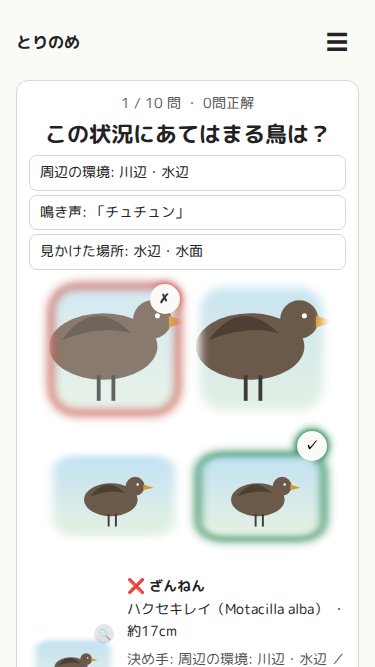 とりのめ
1 / 10 問 ・ 0問正解
この状況にあてはまる鳥は？
周辺の環境: 川辺・水辺
鳴き声: 「チュチュン」
見かけた場所: 水辺・水面
✗
✓
❌ ざんねん
ハクセキレイ（Motacilla alba） ・
約17cm
決め手: 周辺の環境: 川辺・水辺 ／